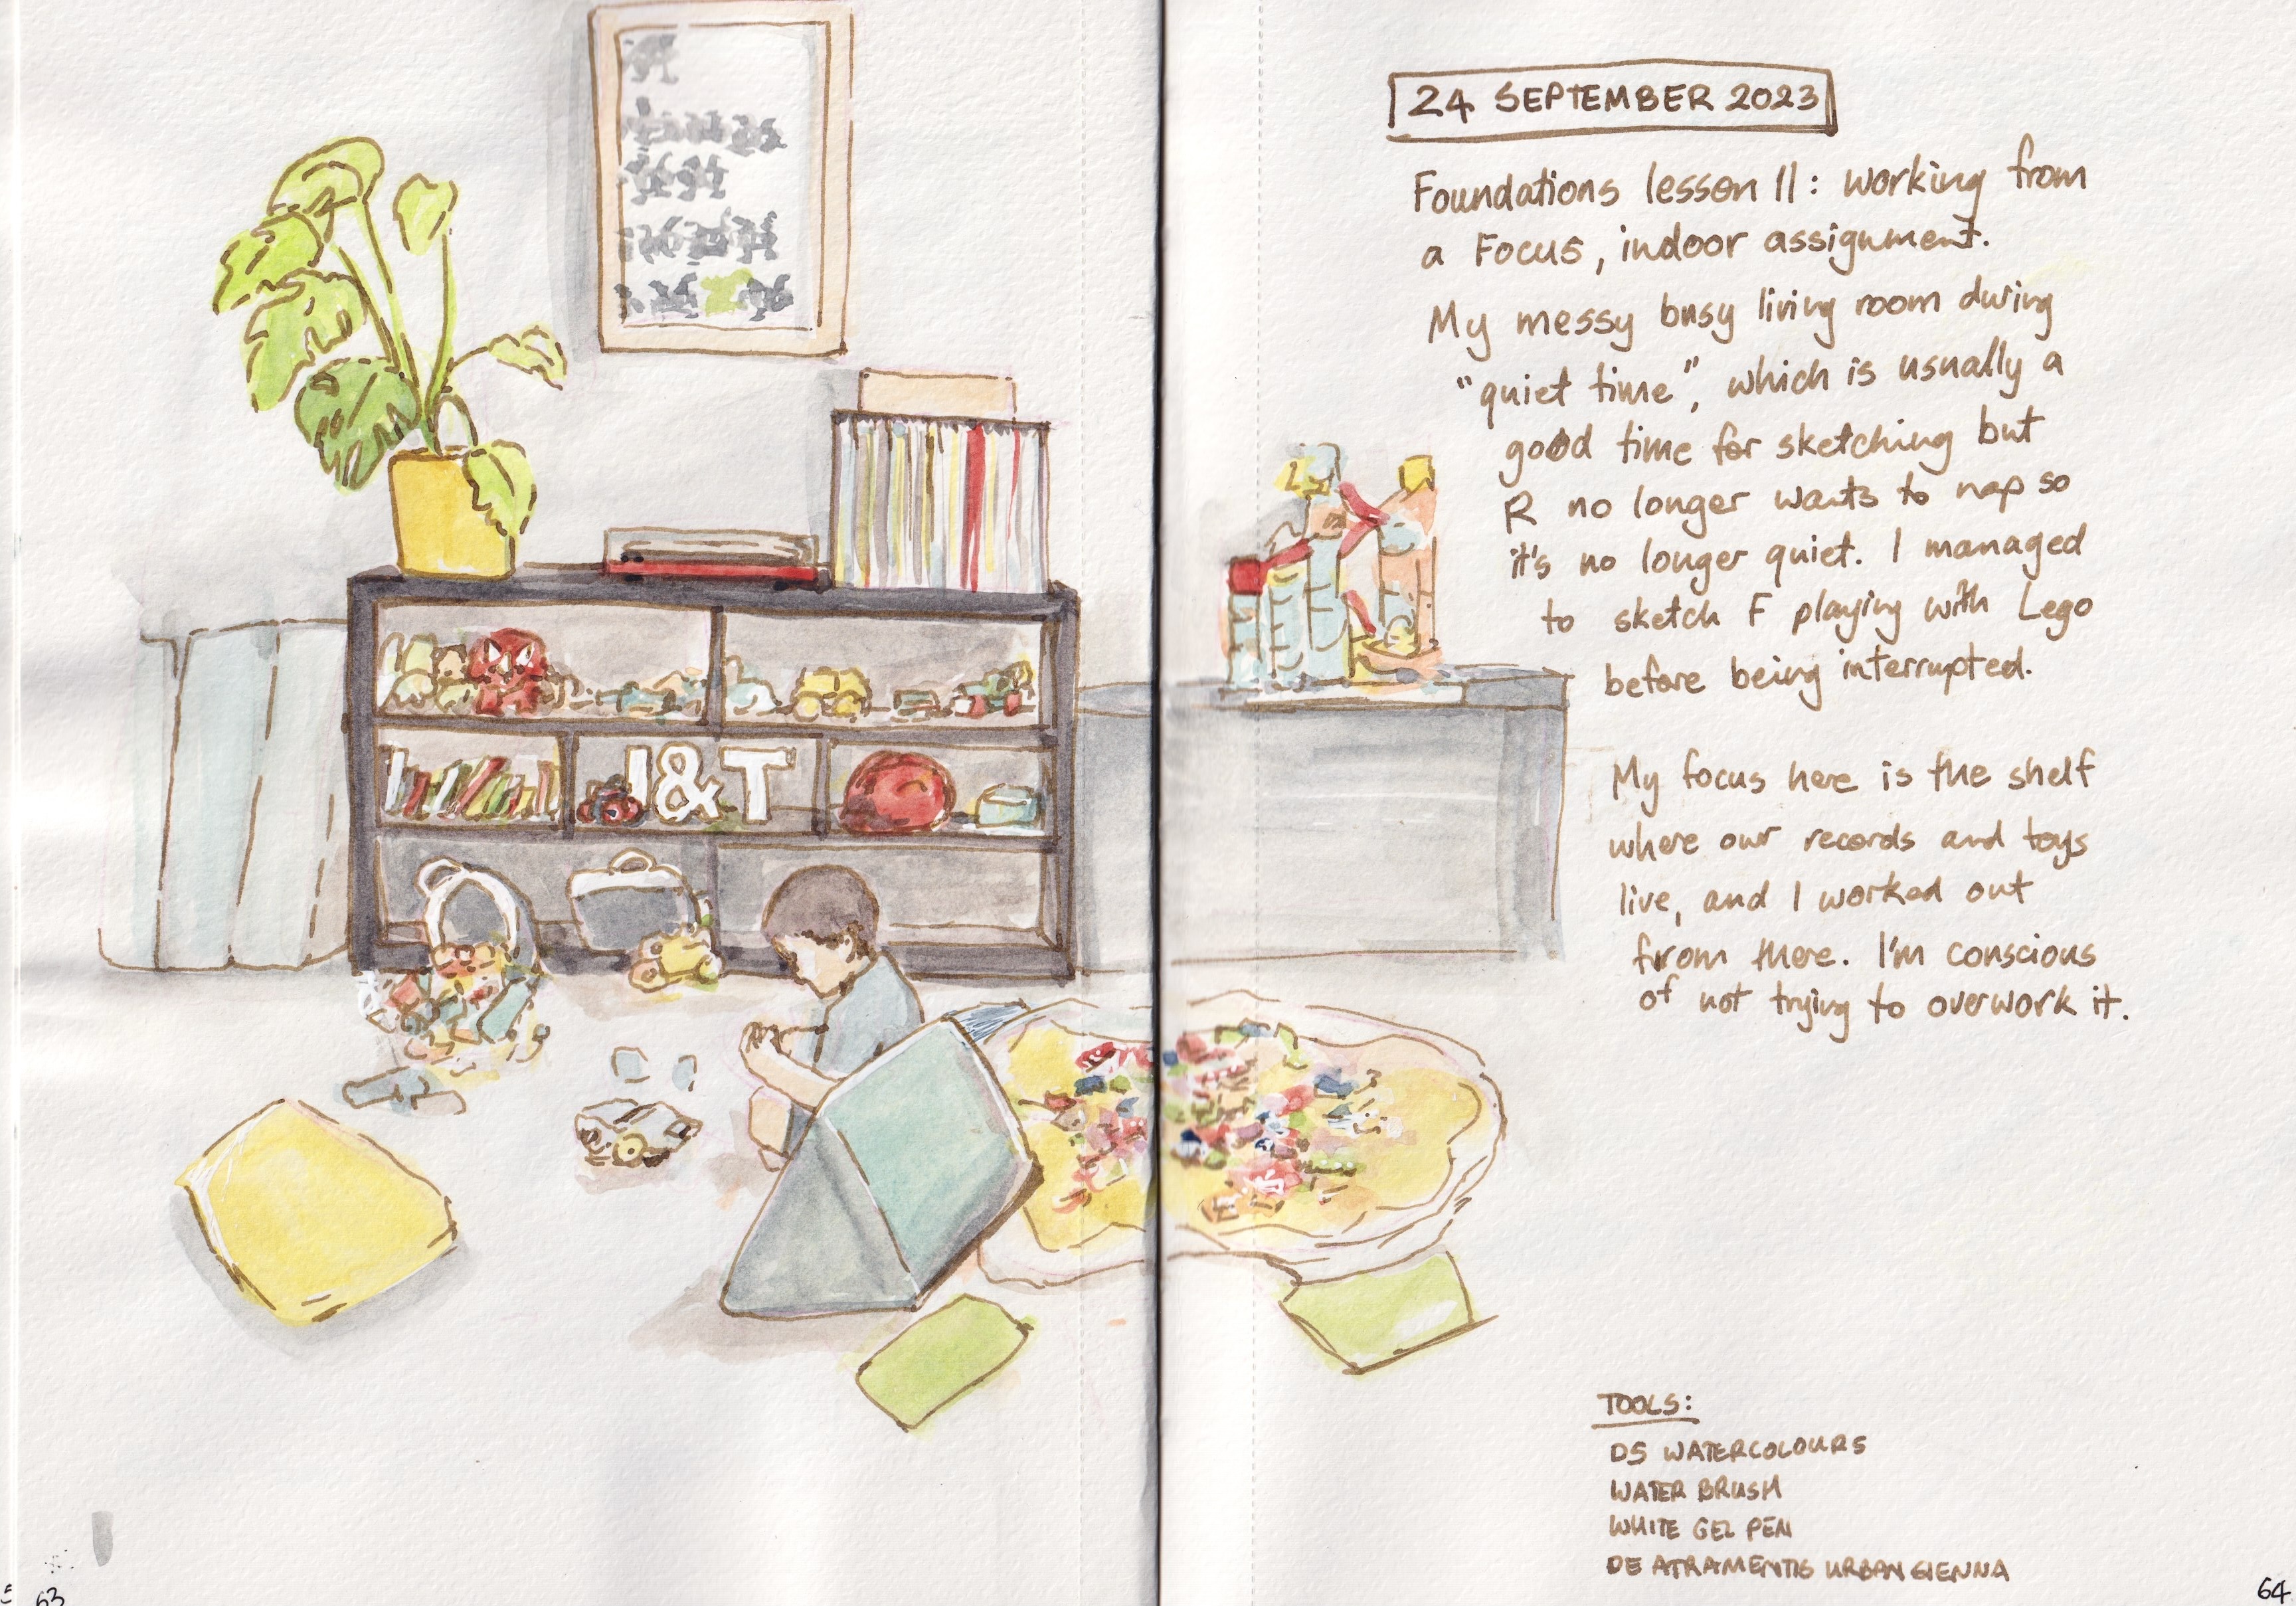 J&T
63
24 SEPTEMBER 2023
Foundations lesson 11: working from
a Focus, indoor assignment.
My messy busy living room during
"quiet time", which is usually a
good time for sketching but
R no longer wants to nap so
it's no longer quiet. I managed
to sketch F playing with Lego
before being interrupted.
My focus here is the shelf
where our records and toys
live, and I worked out
from there. I'm conscious
of not trying to overwork it.
TOOLS:
DS WATERCOLOURS
WATER BRUSH
WHITE GEL PEN
DE ATRAMENTIS URBAN SIENNA
64